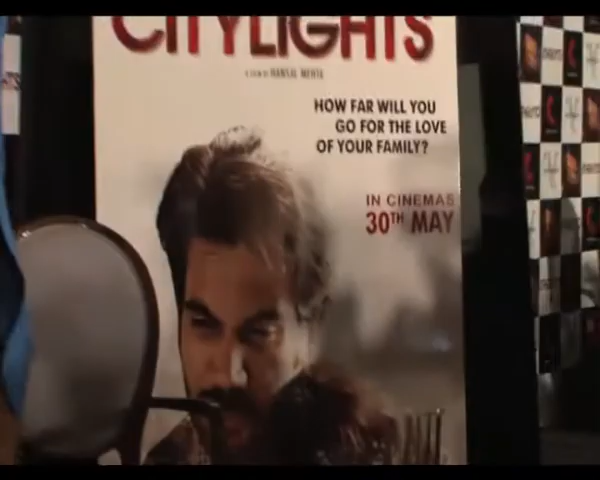 CITYLIGHTS
A FILM BY HANSAL MEHTA
HOW FAR WILL YOU
GO FOR THE LOVE
OF YOUR FAMILY?
IN CINEMAS
30TH MAY